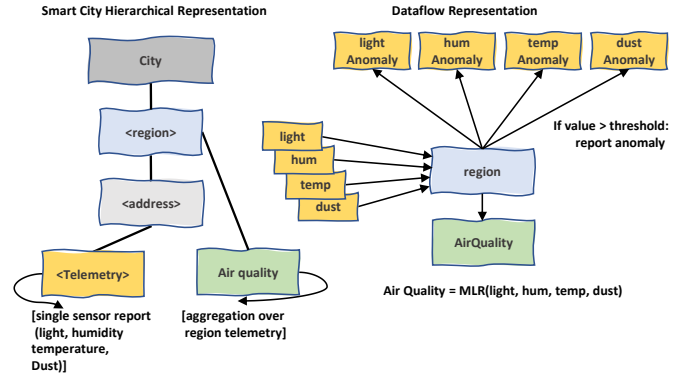 Smart City Hierarchical Representation
City
<region>
<address>
<Telemetry>
Air quality
[single sensor report
(light, humidity
temperature,
Dust)]
[aggregation over
region telemetry]
Dataflow Representation
light
Anomaly
hum
Anomaly
temp
Anomaly
dust
Anomaly
If value > threshold:
report anomaly
light
hum
temp
dust
region
AirQuality
Air Quality = MLR(light, hum, temp, dust)